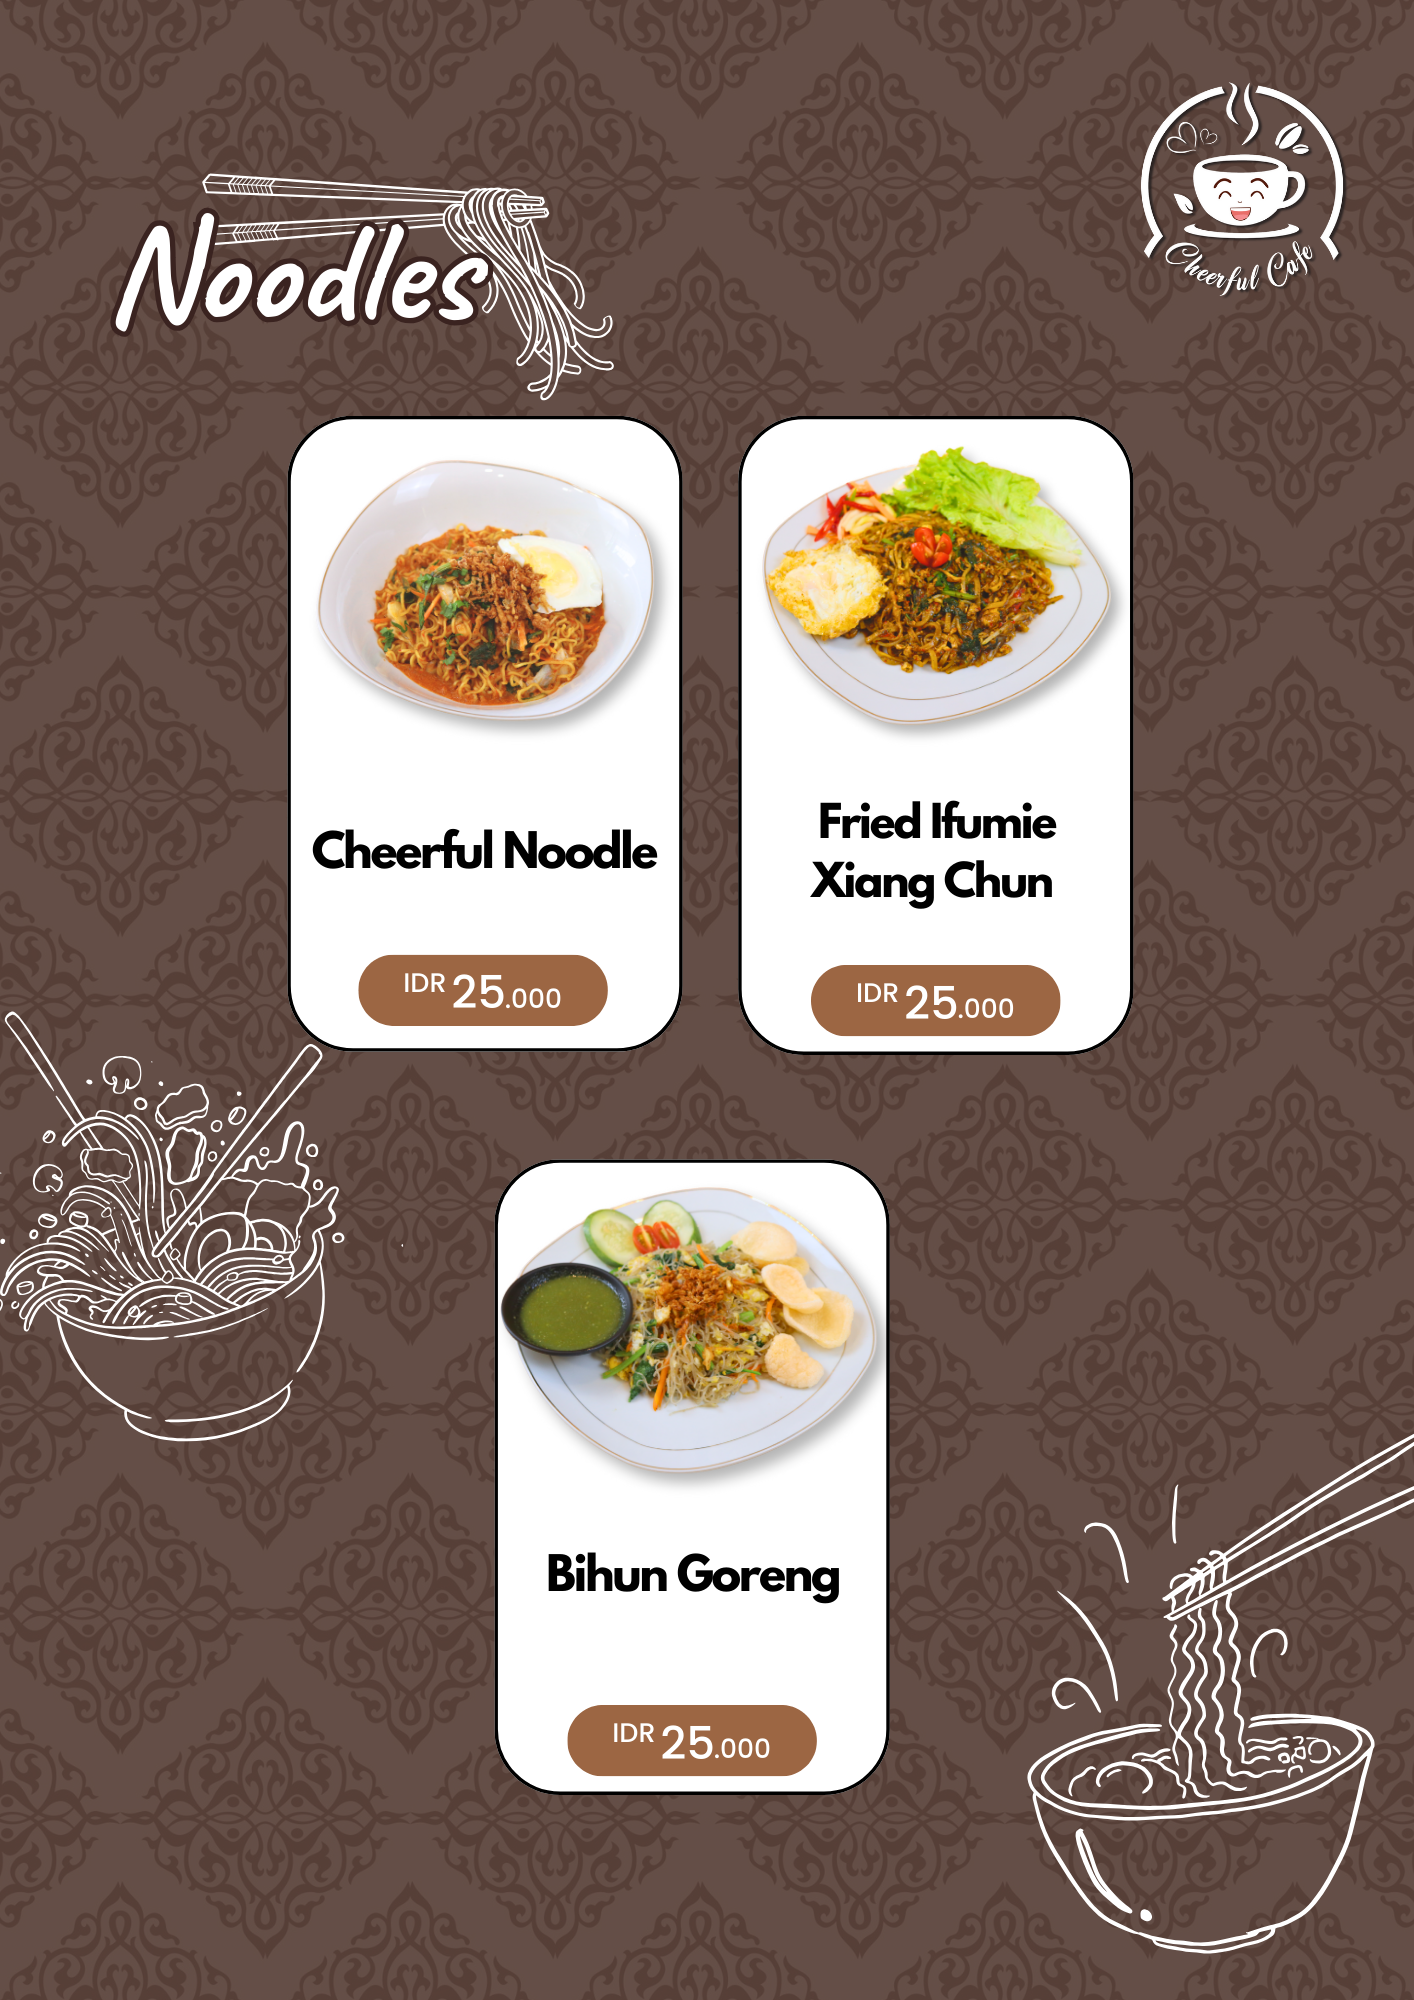 Noodles
Cheerful Cafe
Cheerful Noodle
IDR 25.000
Fried Ifumie
Xiang Chun
IDR 25.000
Bihun Goreng
IDR 25.000